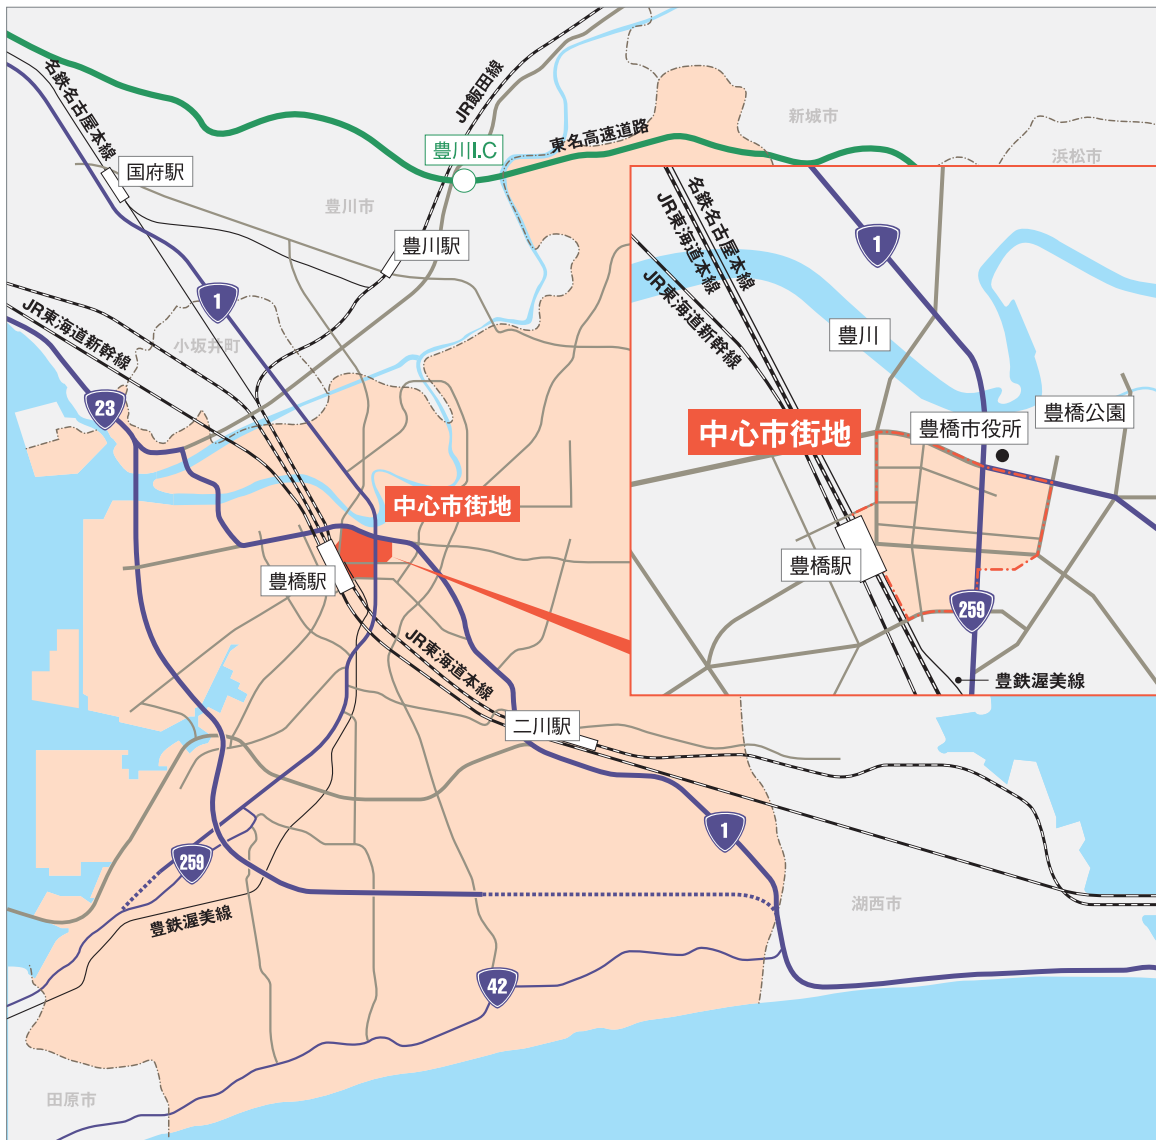 名鉄名古屋本線
JR飯田線
東名高速道路
新城市
浜松市
豊川I.C
国府駅
豊川市
豊川駅
1
小坂井町
JR東海道新幹線
23
中心市街地
豊橋駅
JR東海道本線
二川駅
1
259
豊鉄渥美線
42
湖西市
田原市
名鉄名古屋本線
JR東海道本線
JR東海道新幹線
1
豊川
中心市街地
豊橋市役所
豊橋公園
豊橋駅
259
豊鉄渥美線